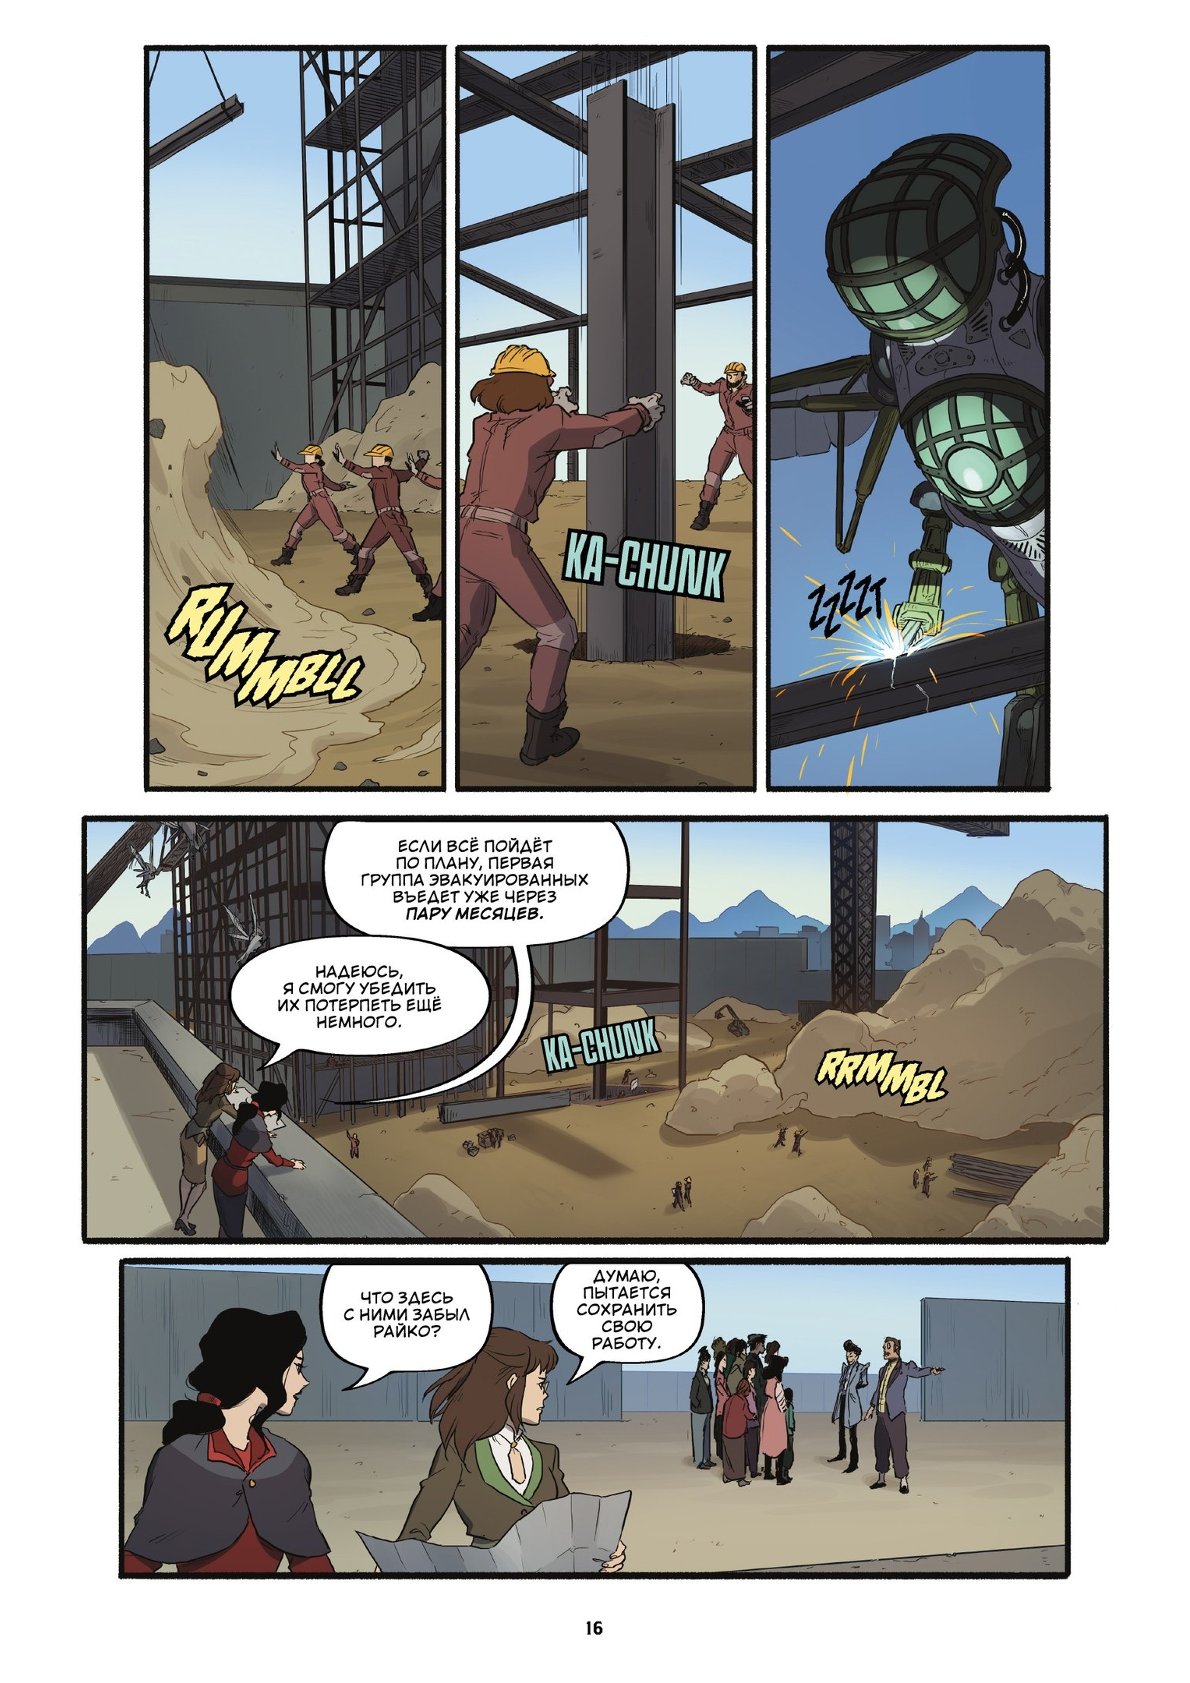 RUMMBLL
KA-CHUNK
ZZZZT
ЕСЛИ ВСЁ ПОЙДЁТ
ПО ПЛАНУ, ПЕРВАЯ
ГРУППА ЭВАКУИРОВАННЫХ
ВЪЕДЕТ УЖЕ ЧЕРЕЗ
ПАРУ МЕСЯЦЕВ.
НАДЕЮСЬ,
Я СМОГУ УБЕДИТЬ
ИХ ПОТЕРПЕТЬ ЕЩЁ
НЕМНОГО.
KA-CHUNK
RRMMBL
ЧТО ЗДЕСЬ
С НИМИ ЗАБЫЛ
РАЙКО?
ДУМАЮ,
ПЫТАЕТСЯ
СОХРАНИТЬ
СВОЮ
РАБОТУ.
16